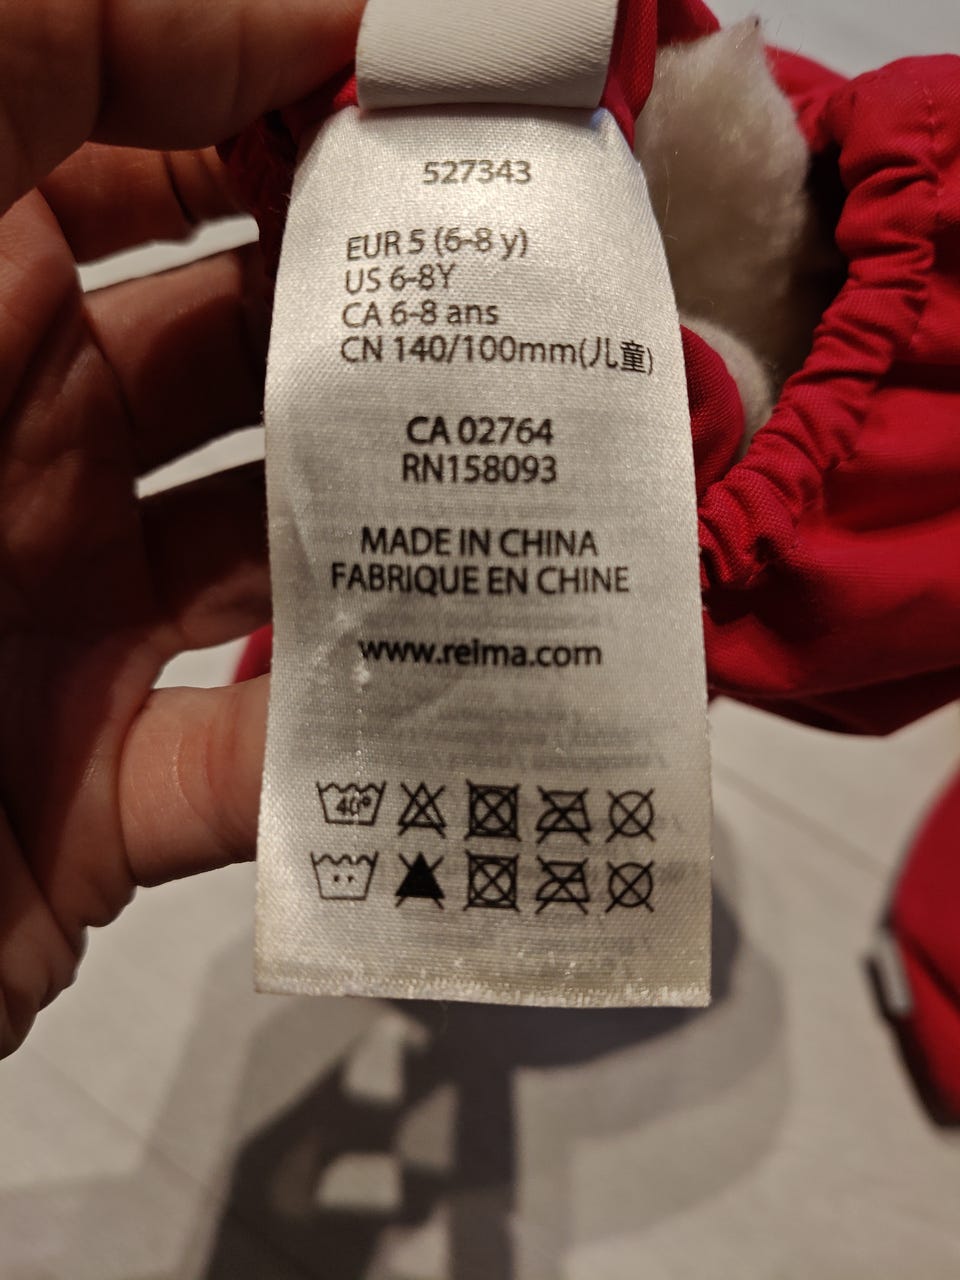 527343
EUR 5 (6-8 y)
US 6-8Y
CA 6-8 ans
CN 140/100mm(儿童)
CA 02764
RN158093
MADE IN CHINA
FABRIQUE EN CHINE
www.reima.com
40°